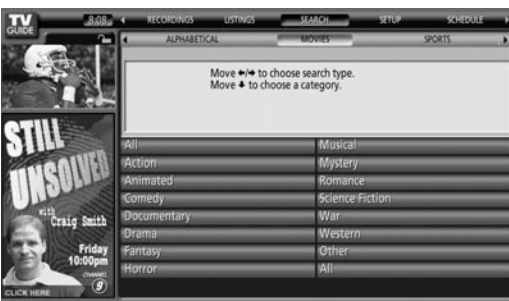 TV
GUIDE
8:08
RECORDINGS
LISTINGS
SEARCH
SETUP
SCHEDULE
ALPHABETICAL
MOVIES
SPORTS
Move ←/→ to choose search type.
Move ↓ to choose a category.
All
Action
Animated
Comedy
Documentary
Drama
Fantasy
Horror
Musical
Mystery
Romance
Science Fiction
War
Western
Other
All
STILL
UNSOLVED
with
Craig Smith
Friday
10:00pm
CHANNEL
9
CLICK HERE